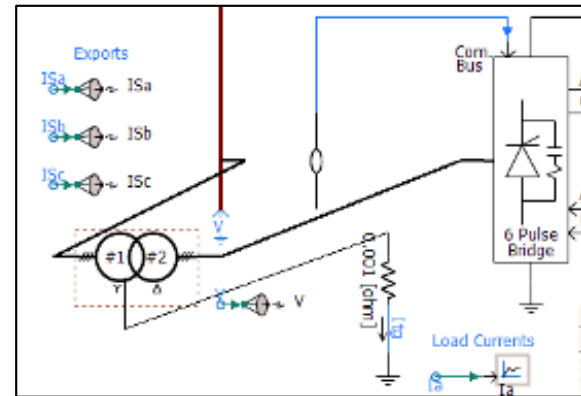 Exports
ISa
ISa
ISb
ISb
ISc
ISc
Com.
Bus
6 Pulse
Bridge
V
#1
#2
Y
Δ
V
0.001 [ohm]
Load Currents
Ia